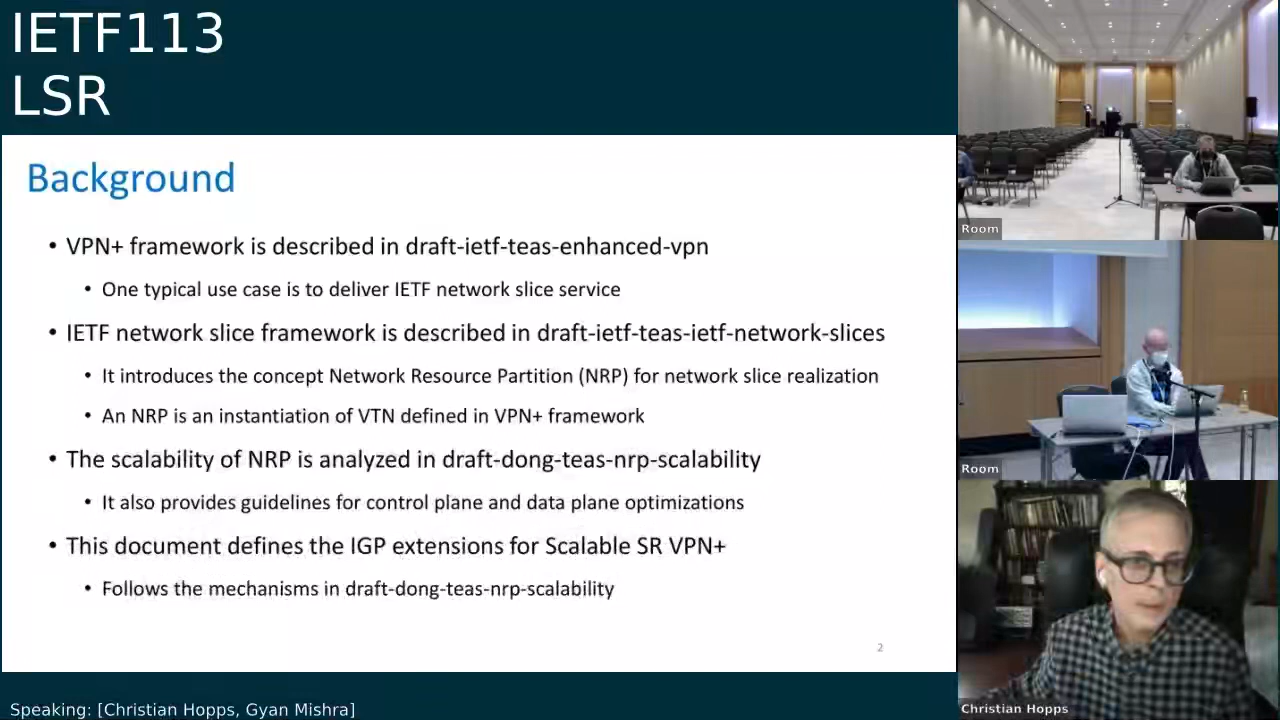 IETF113
LSR
Background
• VPN+ framework is described in draft-ietf-teas-enhanced-vpn
• One typical use case is to deliver IETF network slice service
• IETF network slice framework is described in draft-ietf-teas-ietf-network-slices
• It introduces the concept Network Resource Partition (NRP) for network slice realization
• An NRP is an instantiation of VTN defined in VPN+ framework
• The scalability of NRP is analyzed in draft-dong-teas-nrp-scalability
• It also provides guidelines for control plane and data plane optimizations
• This document defines the IGP extensions for Scalable SR VPN+
• Follows the mechanisms in draft-dong-teas-nrp-scalability
2
Speaking: [Christian Hopps, Gyan Mishra]
Room
Room
Christian Hopps